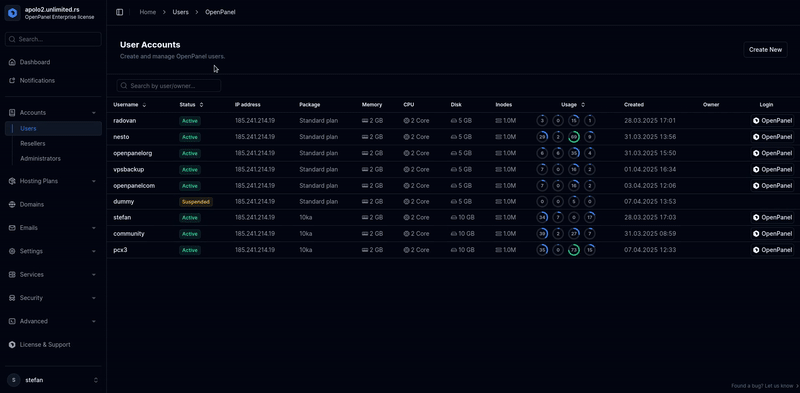 apolo2.unlimited.rs
OpenPanel Enterprise license
Search...
Dashboard
Notifications
Accounts
Users
Resellers
Administrators
Hosting Plans
Domains
Emails
Settings
Services
Security
Advanced
License & Support
S stefan
Home > Users > OpenPanel
User Accounts
Create and manage OpenPanel users.
Create New
Search by user/owner...
Username Status IP address Package Memory CPU Disk Inodes Usage Created Owner Login
radovan Active 185.241.214.19 Standard plan 2 GB 2 Core 5 GB 1.0M 3 0 15 1 28.03.2025 17:01 OpenPanel
nesto Active 185.241.214.19 Standard plan 2 GB 2 Core 5 GB 1.0M 29 2 69 9 31.03.2025 13:56 OpenPanel
openpanelorg Active 185.241.214.19 Standard plan 2 GB 2 Core 5 GB 1.0M 31.03.2025 15:50 OpenPanel
vpsbackup Active 185.241.214.19 Standard plan 2 GB 2 Core 5 GB 1.0M 7 0 16 2 01.04.2025 16:34 OpenPanel
openpanelcom Active 185.241.214.19 Standard plan 2 GB 2 Core 5 GB 1.0M 7 0 16 2 03.04.2025 12:06 OpenPanel
dummy Suspended 185.241.214.19 Standard plan 2 GB 2 Core 5 GB 1.0M 0 0 5 0 07.04.2025 13:53
stefan Active 185.241.214.19 10ka 2 GB 2 Core 10 GB 1.0M 34 7 0 17 28.03.2025 17:03 OpenPanel
community Active 185.241.214.19 10ka 2 GB 2 Core 10 GB 1.0M 39 2 27 7 31.03.2025 08:59 OpenPanel
pcx3 Active 185.241.214.19 10ka 2 GB 2 Core 10 GB 1.0M 35 0 73 15 07.04.2025 12:33 OpenPanel
Found a bug? Let us know